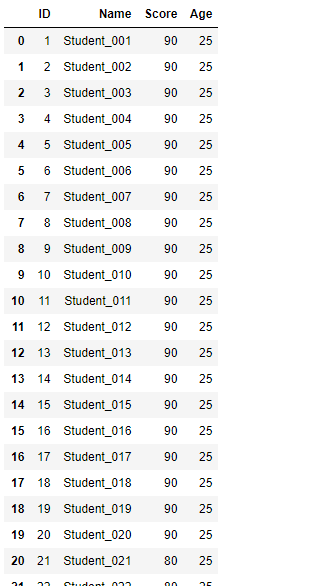 ID Name Score Age
0 1 Student_001 90 25
1 2 Student_002 90 25
2 3 Student_003 90 25
3 4 Student_004 90 25
4 5 Student_005 90 25
5 6 Student_006 90 25
6 7 Student_007 90 25
7 8 Student_008 90 25
8 9 Student_009 90 25
9 10 Student_010 90 25
10 11 Student_011 90 25
11 12 Student_012 90 25
12 13 Student_013 90 25
13 14 Student_014 90 25
14 15 Student_015 90 25
15 16 Student_016 90 25
16 17 Student_017 90 25
17 18 Student_018 90 25
18 19 Student_019 90 25
19 20 Student_020 90 25
20 21 Student_021 80 25